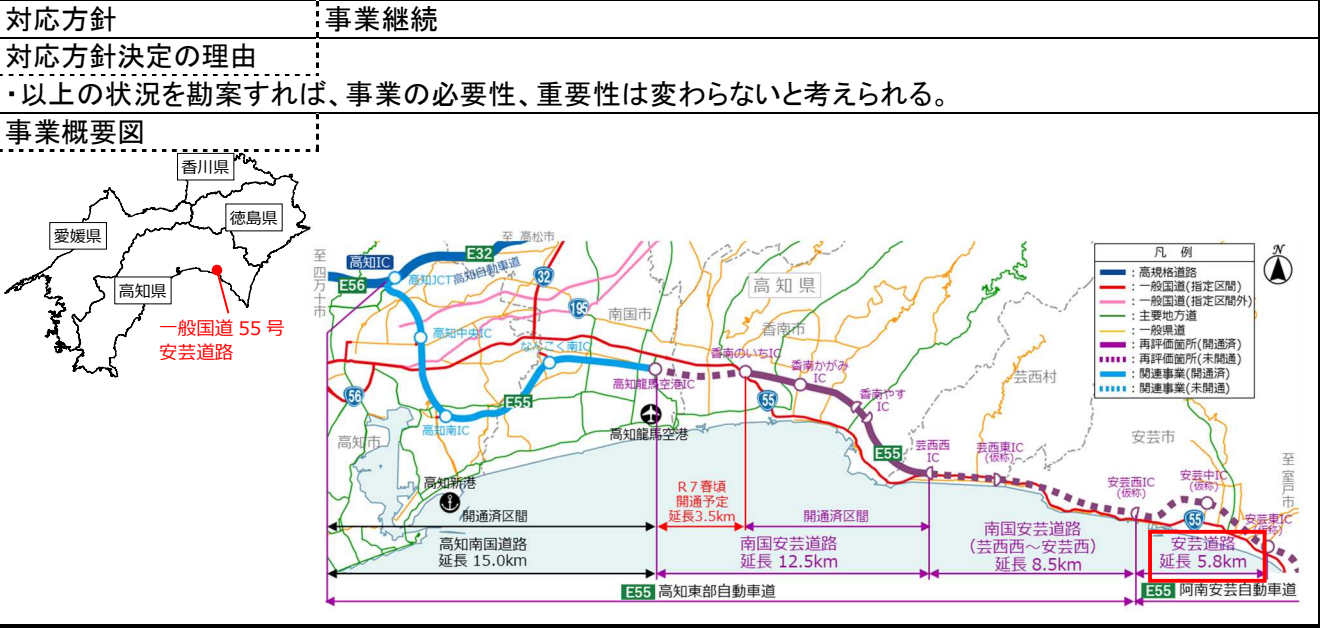 対応方針 事業継続
対応方針決定の理由
・以上の状況を勘案すれば、事業の必要性、重要性は変わらないと考えられる。
事業概要図
香川県
徳島県
愛媛県
高知県
一般国道 55 号
安芸道路
至 高松市
至 四万十市
高知IC
E32
E56
高知JCT
高知自動車道
32
195
南国市
高知県
香南市
高知中央IC
なんこく南IC
香南のいちIC
香南かがみ
IC
高知龍馬空港IC
香南やす
IC
芸西村
56
E55
55
高知南IC
高知龍馬空港
高知市
E55
芸西西
IC
芸西東IC
(仮称)
安芸市
至 室戸市
安芸西IC
(仮称)
安芸中IC
(仮称)
55
安芸東IC
(仮称)
高知新港
凡 例
：高規格道路
：一般国道(指定区間)
：一般国道(指定区間外)
：主要地方道
：一般県道
：再評価箇所(開通済)
：再評価箇所(未開通)
：関連事業(開通済)
：関連事業(未開通)
N
開通済区間
R７春頃
開通予定
延長3.5km
開通済区間
高知南国道路
延長 15.0km
南国安芸道路
延長 12.5km
南国安芸道路
(芸西西～安芸西)
延長 8.5km
安芸道路
延長 5.8km
E55 高知東部自動車道
E55 阿南安芸自動車道